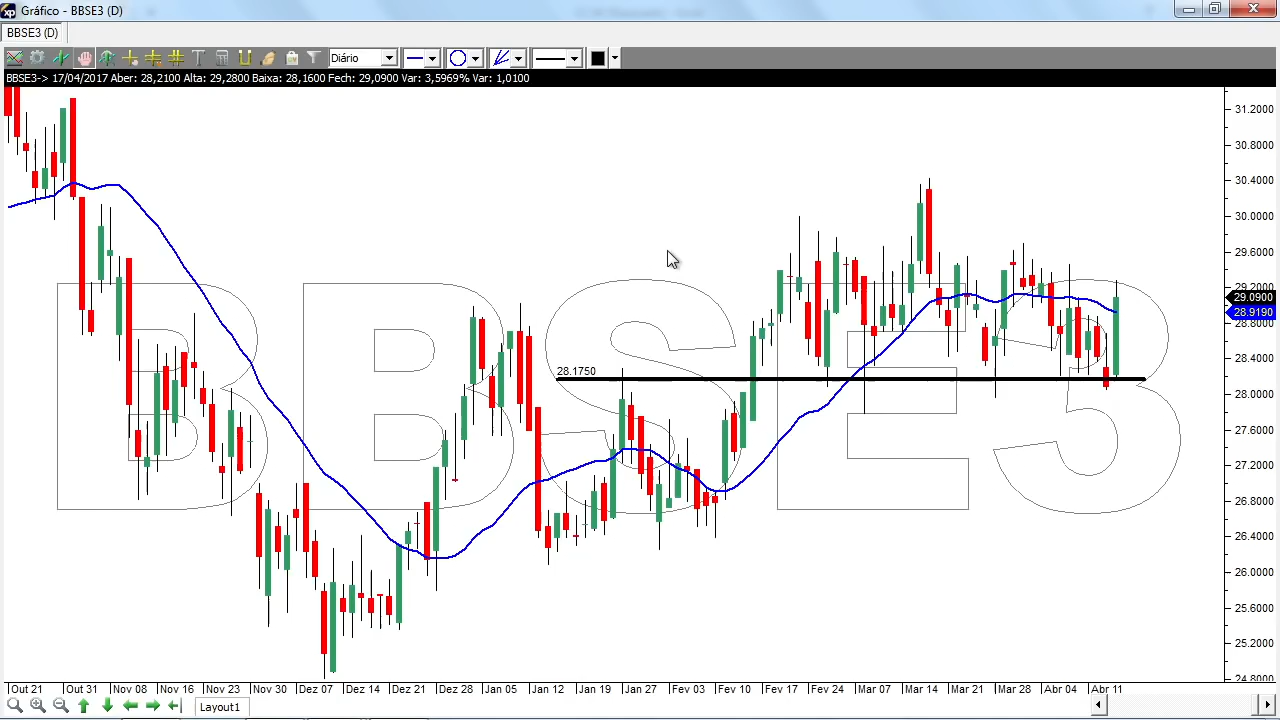 xp Gráfico - BBSE3 (D)
BBSE3 (D)
Diário
BBSE3-> 17/04/2017 Aber: 28,2100 Alta: 29,2800 Baixa: 28,1600 Fech: 29,0900 Var: 3,5969% Var: 1,0100
BBSE3
31.2000
30.8000
30.4000
30.0000
29.6000
29.2000
29.0900
28.9190
28.8000
28.4000
28.1750
28.0000
27.6000
27.2000
26.8000
26.4000
26.0000
25.6000
25.2000
24.8000
Out 21 Out 31 Nov 08 Nov 16 Nov 23 Nov 30 Dez 07 Dez 14 Dez 21 Dez 28 Jan 05 Jan 12 Jan 19 Jan 27 Fev 03 Fev 10 Fev 17 Fev 24 Mar 07 Mar 14 Mar 21 Mar 28 Abr 04 Abr 11
Layout1